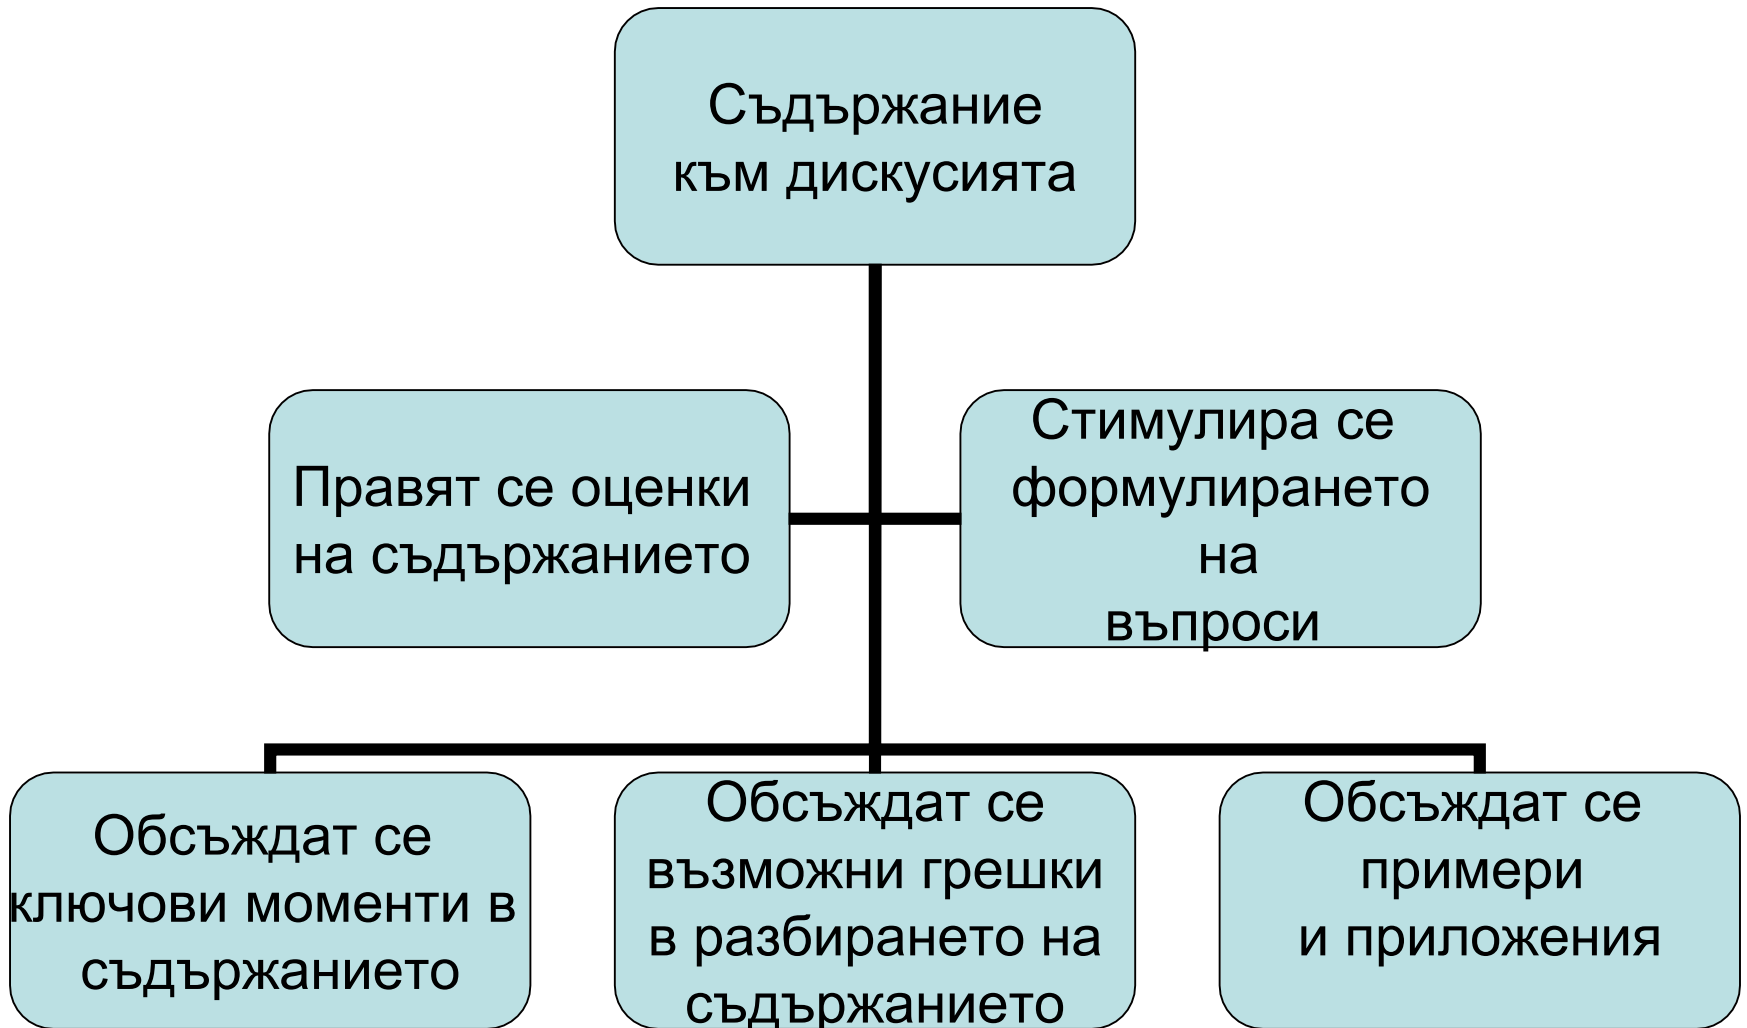 Съдържание
към дискусията
Правят се оценки
на съдържанието
Стимулира се
формулирането
на
въпроси
Обсъждат се
ключови моменти в
съдържанието
Обсъждат се
възможни грешки
в разбирането на
съдържанието
Обсъждат се
примери
и приложения